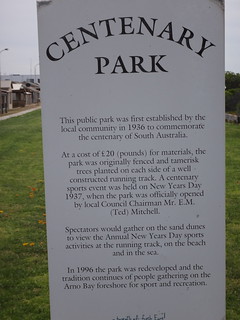 CENTENARY
PARK
This public park was first established by the
local community in 1936 to commemorate
the centenary of South Australia.
At a cost of £20 (pounds) for materials, the
park was originally fenced and tamerisk
trees planted on each side of a well
constructed running track. A centenary
sports event was held on New Years Day
1937, when the park was officially opened
by local Council Chairman Mr. E.M.
(Ted) Mitchell.
Spectators would gather on the sand dunes
to view the Annual New Years Day sports
activities at the running track, on the beach
and in the sea.
In 1996 the park was redeveloped and the
tradition continues of people gathering on the
Arno Bay foreshore for sport and recreation.